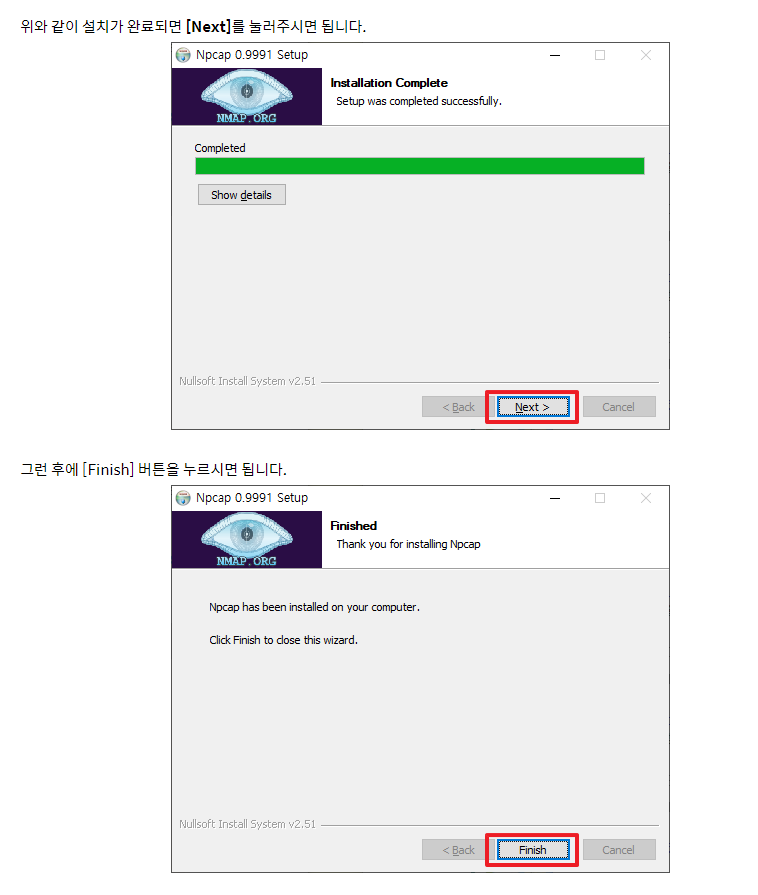 위와 같이 설치가 완료되면 [Next]를 눌러주시면 됩니다.
Npcap 0.9991 Setup
NMAP.ORG
Installation Complete
Setup was completed successfully.
Completed
Show details
Nullsoft Install System v2.51
< Back
Next >
Cancel
그런 후에 [Finish] 버튼을 누르시면 됩니다.
Npcap 0.9991 Setup
NMAP.ORG
Finished
Thank you for installing Npcap
Npcap has been installed on your computer.
Click Finish to close this wizard.
Nullsoft Install System v2.51
< Back
Finish
Cancel